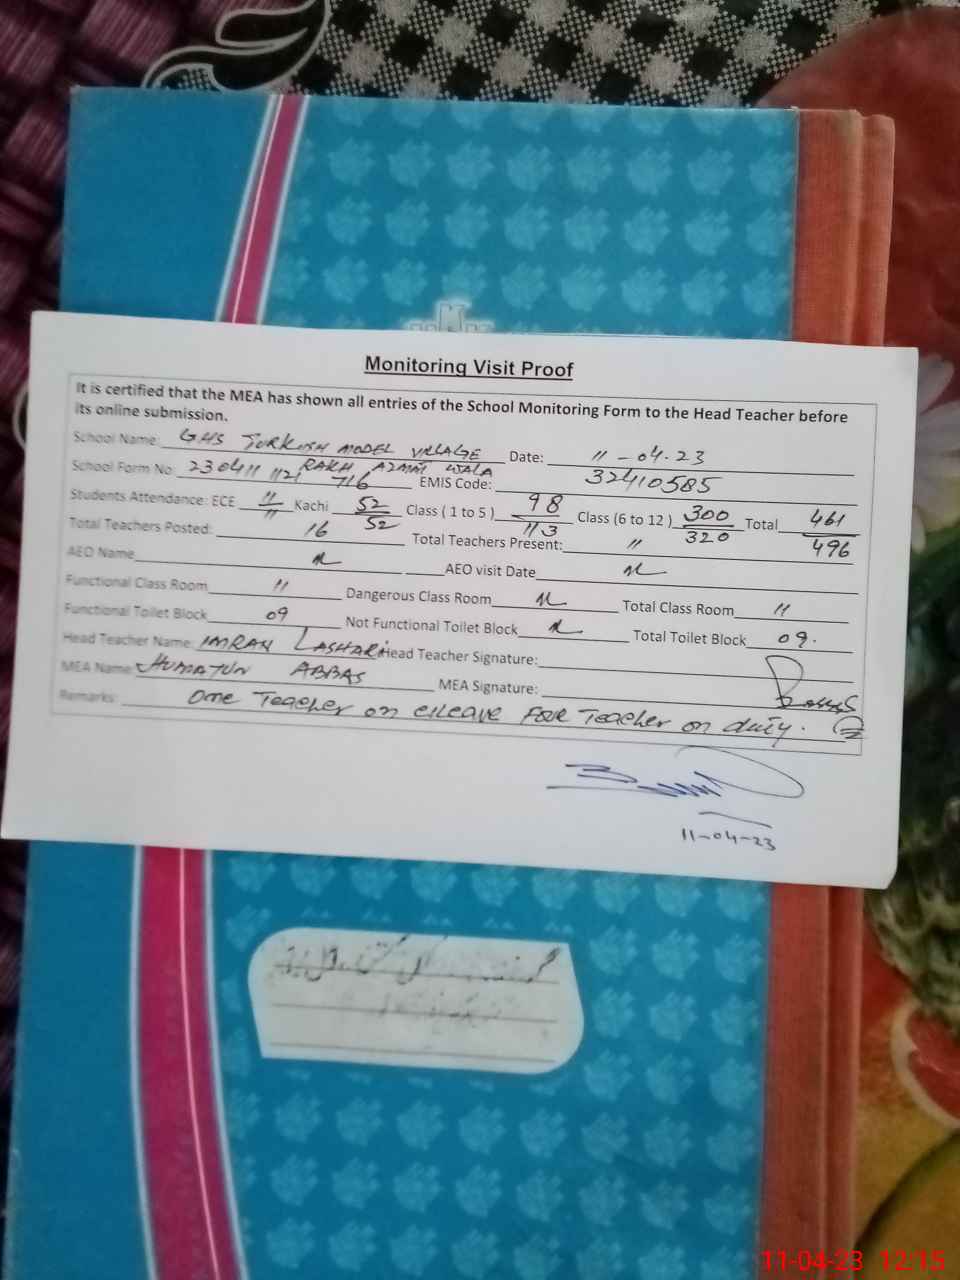 Monitoring Visit Proof
It is certified that the MEA has shown all entries of the School Monitoring Form to the Head Teacher before
its online submission.
School Name: GHS TURKISH MODEL VILLAGE Date: 11-04-23
RAKH AZMAT WALA
School Form No: 230411 1121 716 EMIS Code: 32410585
Students Attendance: ECE 11/11 Kachi 52/52 Class ( 1 to 5 ) 98/113 Class (6 to 12 ) 300/320 Total 461/496
Total Teachers Posted: 16 Total Teachers Present: 11
AEO Name AEO visit Date
Functional Class Room 11 Dangerous Class Room Total Class Room 11
Functional Toilet Block 09 Not Functional Toilet Block Total Toilet Block 09.
Head Teacher Name: IMRAN LASHARI Head Teacher Signature:
MEA Name HUMAYUN ABBAS MEA Signature:
Remarks: One Teacher on cleave FOUR Teacher on duty.
11-04-23
11-04-23 12:15